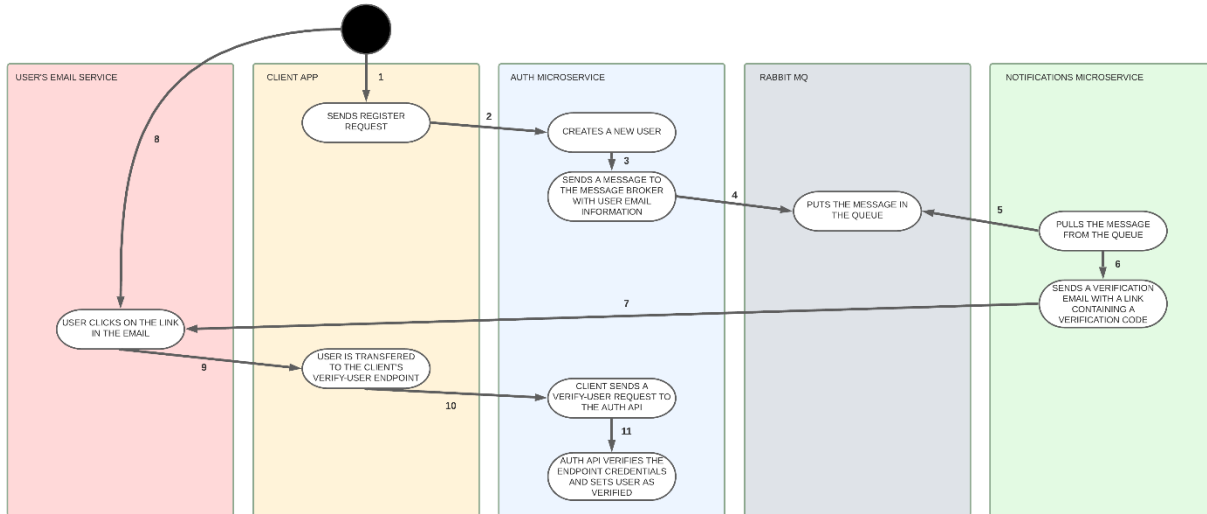 USER'S EMAIL SERVICE
CLIENT APP
AUTH MICROSERVICE
RABBIT MQ
NOTIFICATIONS MICROSERVICE
1
SENDS REGISTER
REQUEST
2
CREATES A NEW USER
3
SENDS A MESSAGE TO
THE MESSAGE BROKER
WITH USER EMAIL
INFORMATION
4
PUTS THE MESSAGE IN
THE QUEUE
5
PULLS THE MESSAGE
FROM THE QUEUE
6
SENDS A VERIFICATION
EMAIL WITH A LINK
CONTAINING A
VERIFICATION CODE
7
8
USER CLICKS ON THE LINK
IN THE EMAIL
9
USER IS TRANSFERED
TO THE CLIENT'S
VERIFY-USER ENDPOINT
10
CLIENT SENDS A
VERIFY-USER REQUEST TO
THE AUTH API
11
AUTH API VERIFIES THE
ENDPOINT CREDENTIALS
AND SETS USER AS
VERIFIED